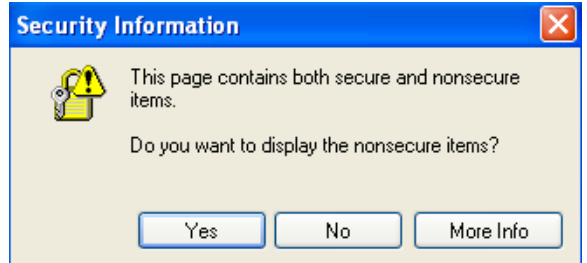 Security Information
This page contains both secure and nonsecure
items.
Do you want to display the nonsecure items?
Yes
No
More Info